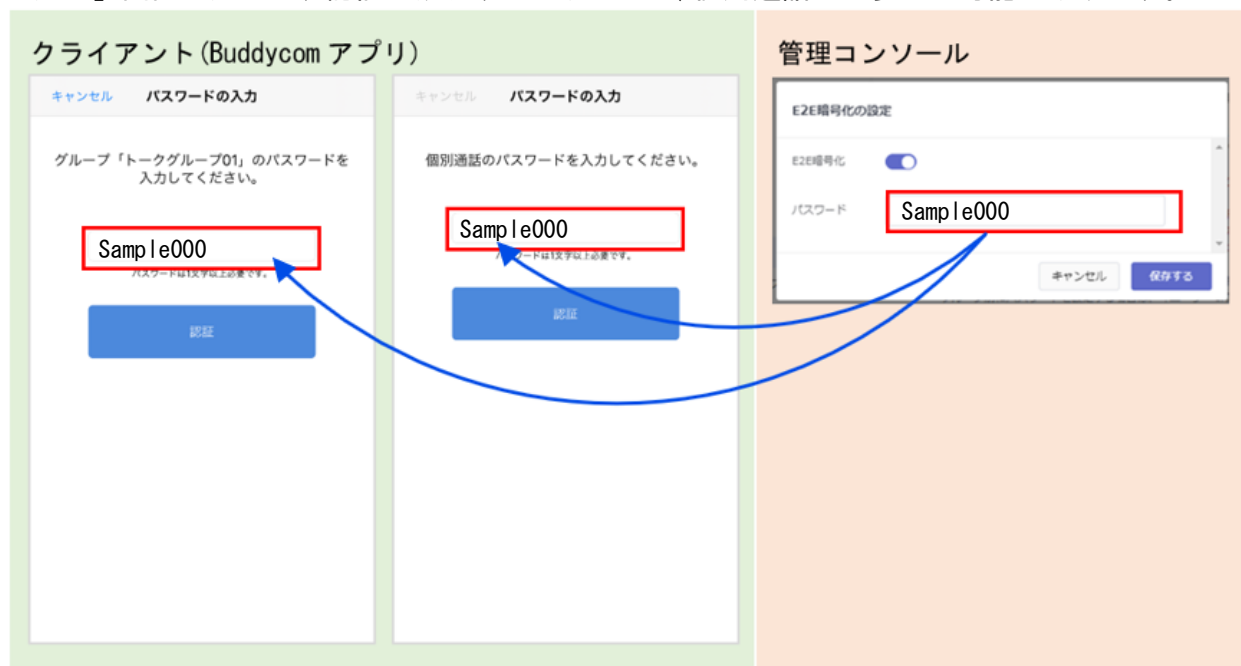 クライアント(Buddycom アプリ)
キャンセル パスワードの入力
グループ「トークグループ01」のパスワードを
入力してください。
Sample000
パスワードは1文字以上必要です。
認証
キャンセル パスワードの入力
個別通話のパスワードを入力してください。
Sample000
パスワードは1文字以上必要です。
認証
管理コンソール
E2E暗号化の設定
E2E暗号化
パスワード Sample000
キャンセル 保存する